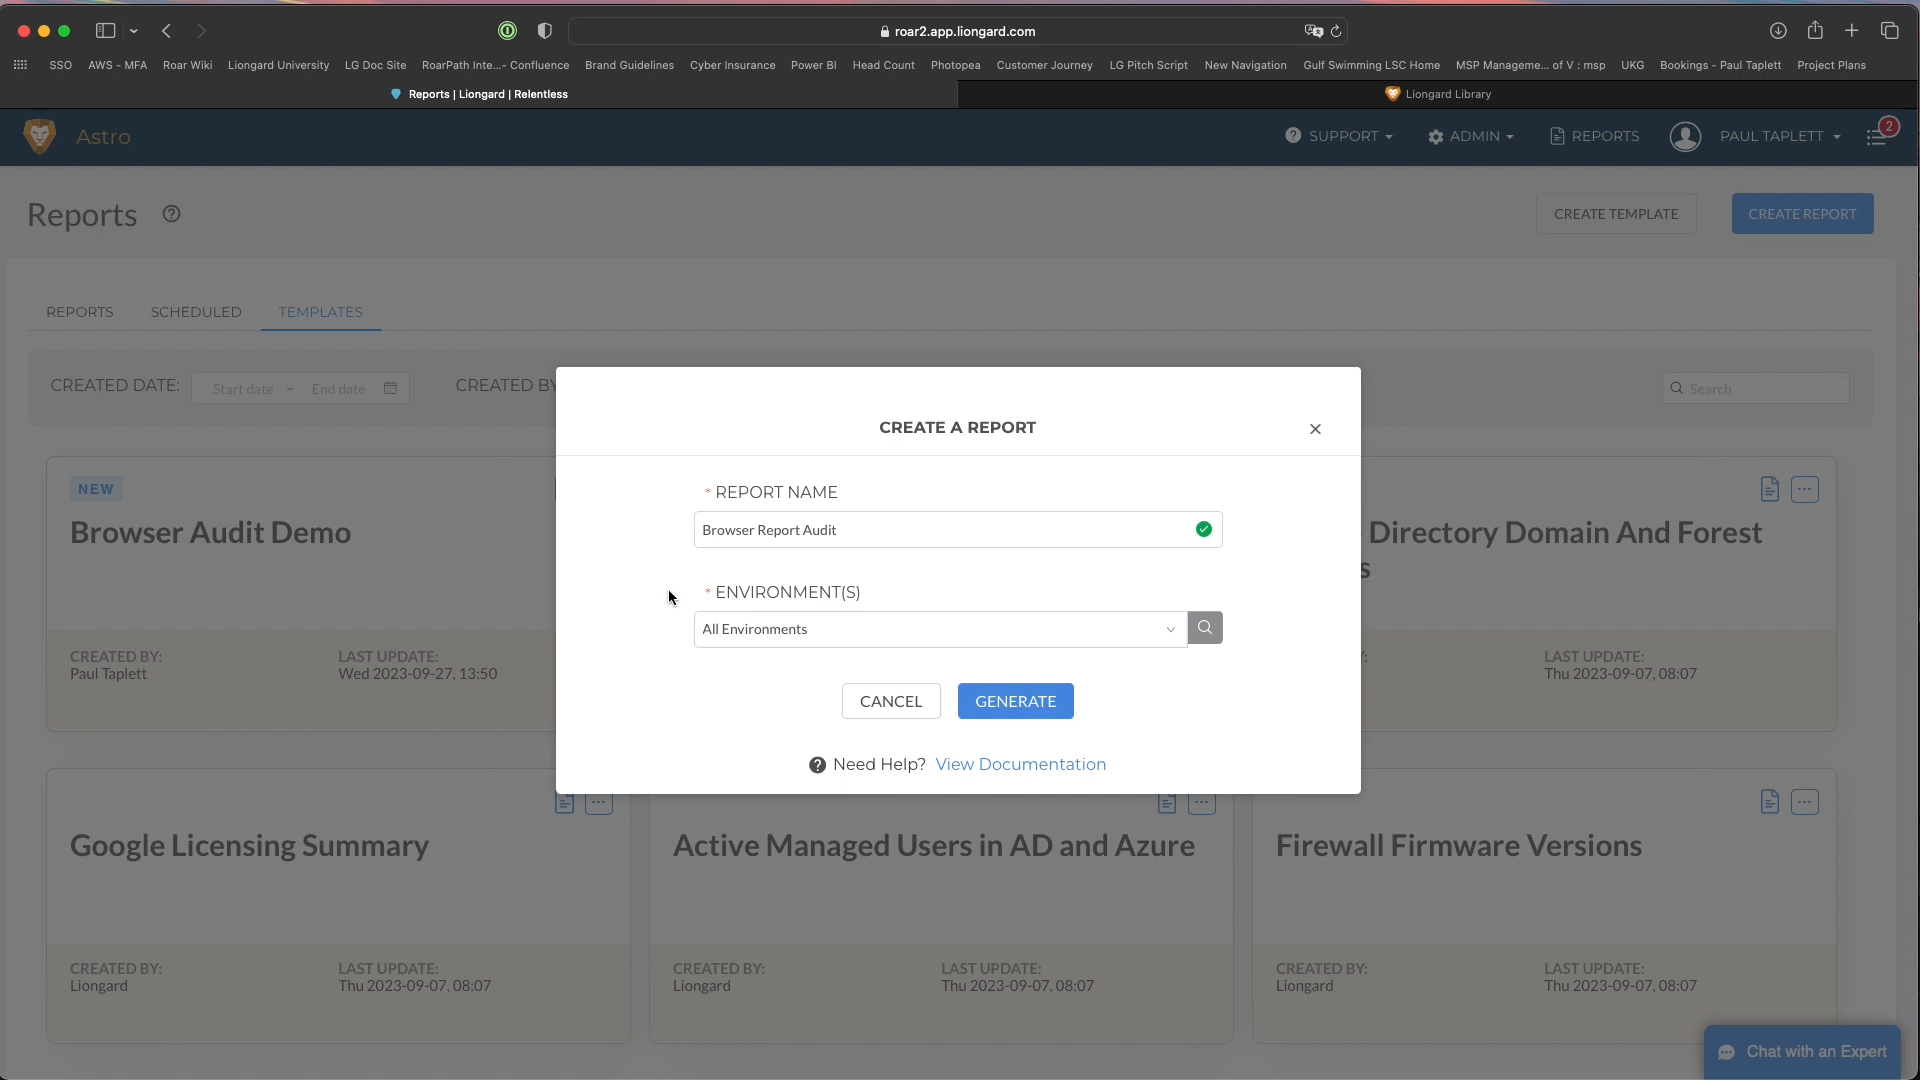 roar2.app.liongard.com
SSO AWS - MFA Roar Wiki Liongard University LG Doc Site RoarPath Inte...- Confluence Brand Guidelines Cyber Insurance Power BI Head Count Photopea Customer Journey LG Pitch Script New Navigation Gulf Swimming LSC Home MSP Manageme... of V : msp UKG Bookings - Paul Taplett Project Plans
Reports | Liongard | Relentless Liongard Library
Astro SUPPORT ADMIN REPORTS PAUL TAPLETT 2
Reports CREATE TEMPLATE CREATE REPORT
REPORTS SCHEDULED TEMPLATES
CREATED DATE: Start date ~ End date CREATED BY Search
CREATE A REPORT
* REPORT NAME
Browser Report Audit
* ENVIRONMENT(S)
All Environments
CANCEL GENERATE
Need Help? View Documentation
NEW
Browser Audit Demo
CREATED BY: LAST UPDATE:
Paul Taplett Wed 2023-09-27, 13:50
Directory Domain And Forest
s
LAST UPDATE:
Thu 2023-09-07, 08:07
Google Licensing Summary
CREATED BY: LAST UPDATE:
Liongard Thu 2023-09-07, 08:07
Active Managed Users in AD and Azure
CREATED BY: LAST UPDATE:
Liongard Thu 2023-09-07, 08:07
Firewall Firmware Versions
CREATED BY: LAST UPDATE:
Liongard Thu 2023-09-07, 08:07
Chat with an Expert